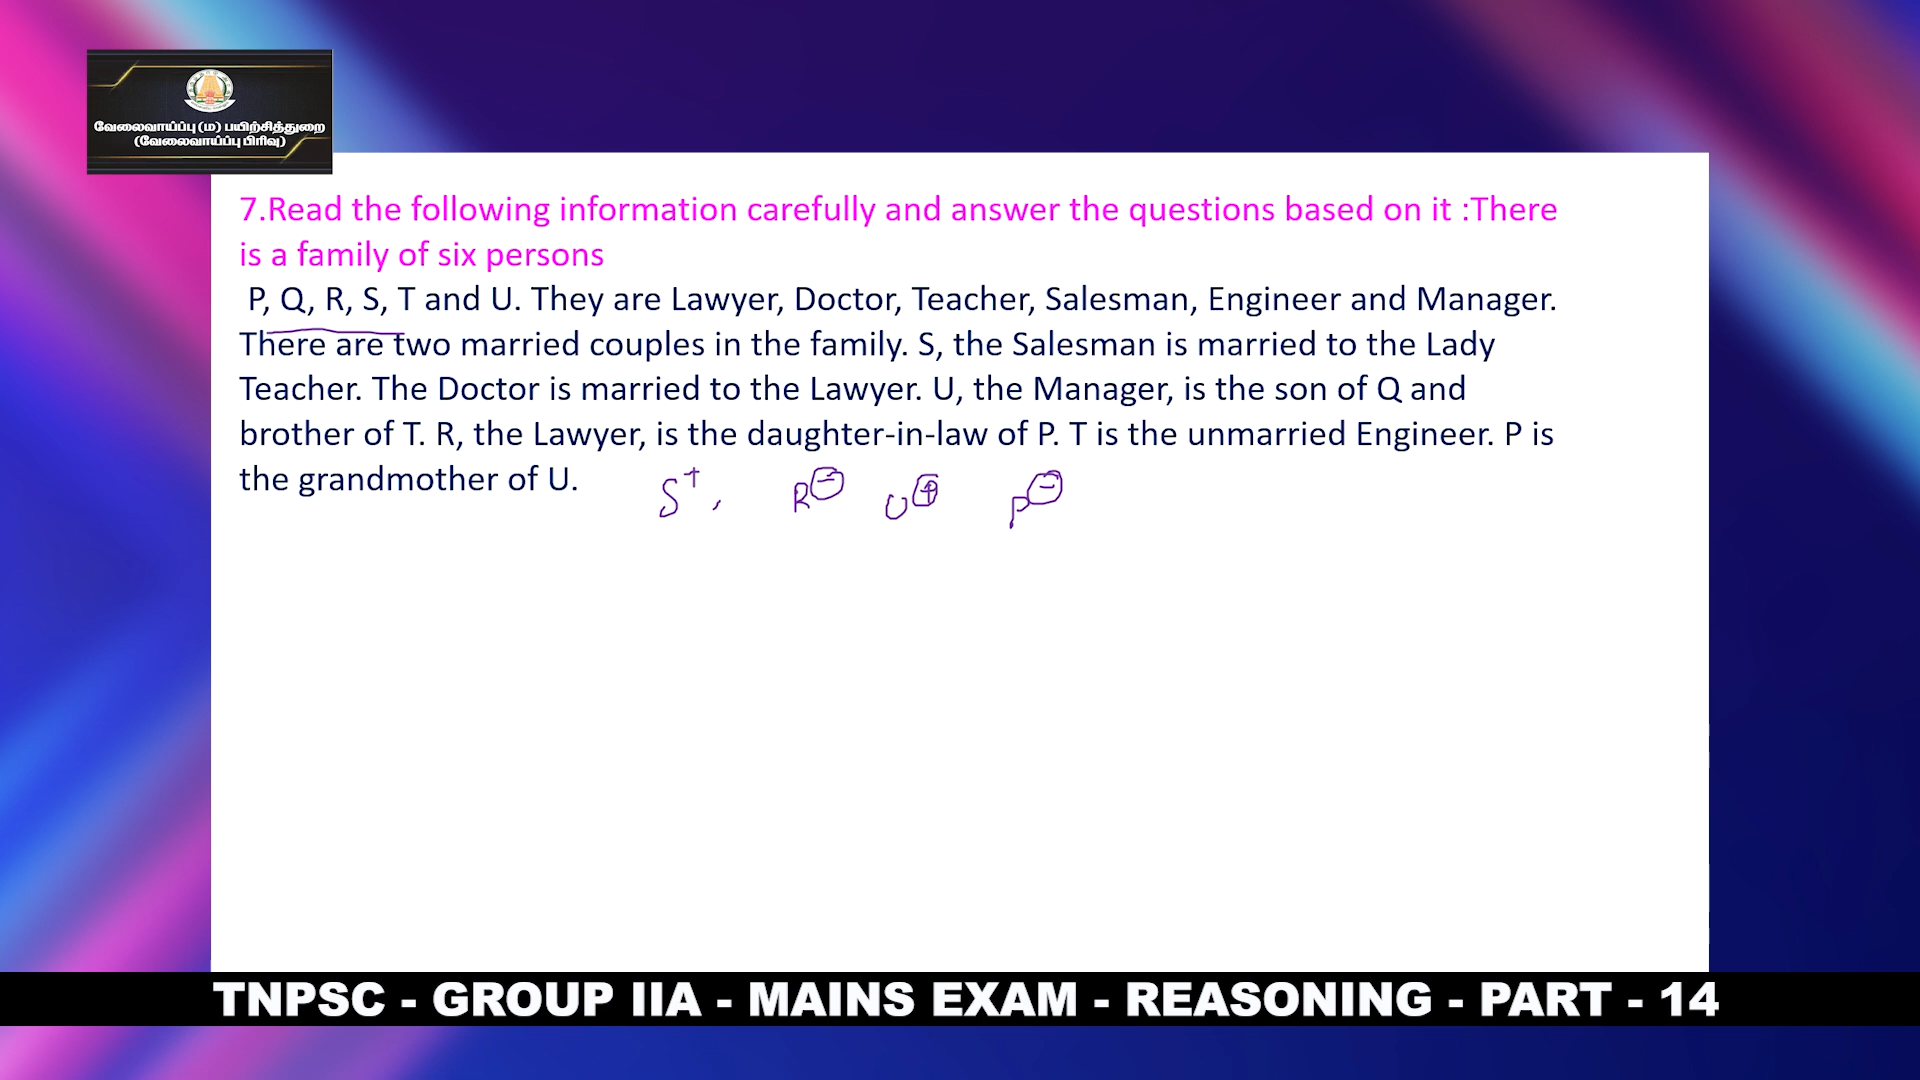 வேலைவாய்ப்பு (ம) பயிற்சித்துறை
(வேலைவாய்ப்பு பிரிவு)
7.Read the following information carefully and answer the questions based on it :There
is a family of six persons
P, Q, R, S, T and U. They are Lawyer, Doctor, Teacher, Salesman, Engineer and Manager.
There are two married couples in the family. S, the Salesman is married to the Lady
Teacher. The Doctor is married to the Lawyer. U, the Manager, is the son of Q and
brother of T. R, the Lawyer, is the daughter-in-law of P. T is the unmarried Engineer. P is
the grandmother of U.
S+ , R- U+ P-
TNPSC - GROUP IIA - MAINS EXAM - REASONING - PART - 14